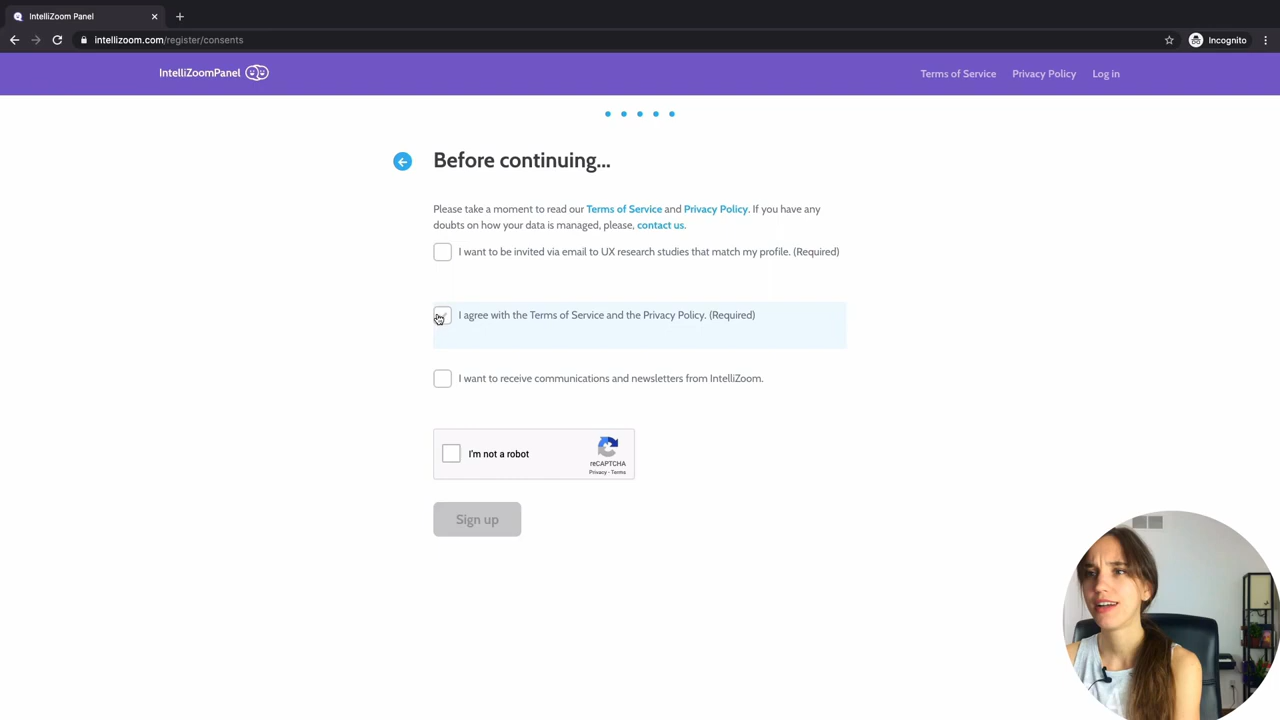 IntelliZoom Panel
intellizoom.com/register/consents
Incognito
IntelliZoomPanel
Terms of Service
Privacy Policy
Log in
Before continuing...
Please take a moment to read our Terms of Service and Privacy Policy. If you have any
doubts on how your data is managed, please, contact us.
I want to be invited via email to UX research studies that match my profile. (Required)
I agree with the Terms of Service and the Privacy Policy. (Required)
I want to receive communications and newsletters from IntelliZoom.
I'm not a robot
reCAPTCHA
Privacy - Terms
Sign up